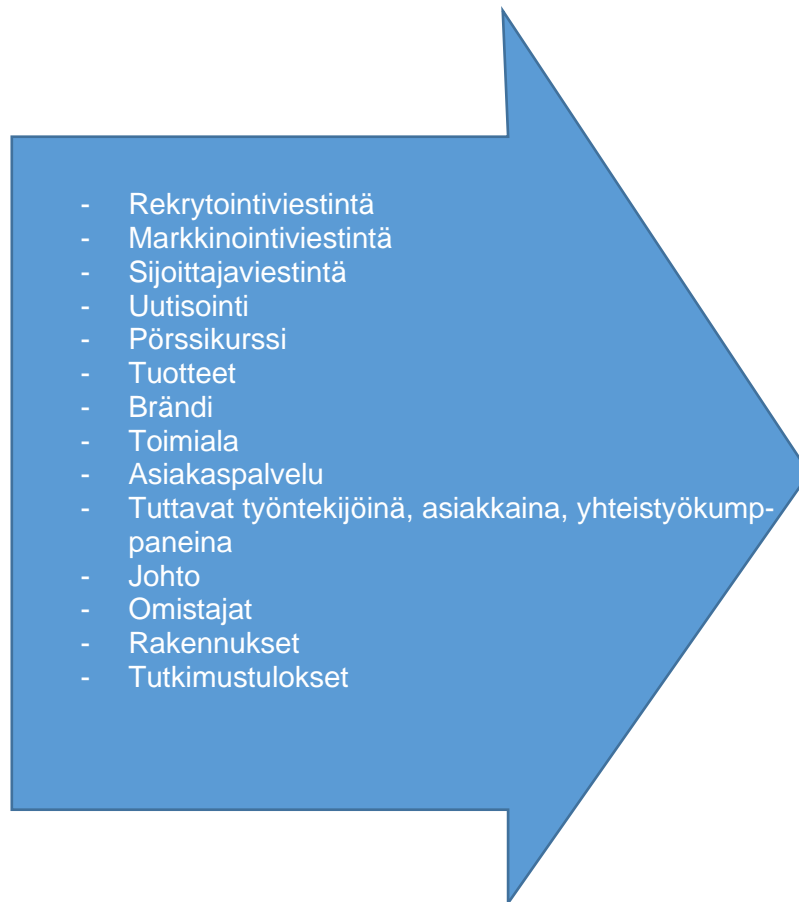 - Rekrytointiviestintä
- Markkinointiviestintä
- Sijoittajaviestintä
- Uutisointi
- Pörssikurssi
- Tuotteet
- Brändi
- Toimiala
- Asiakaspalvelu
- Tuttavat työntekijöinä, asiakkaina, yhteistyökump-
paneina
- Johto
- Omistajat
- Rakennukset
- Tutkimustulokset